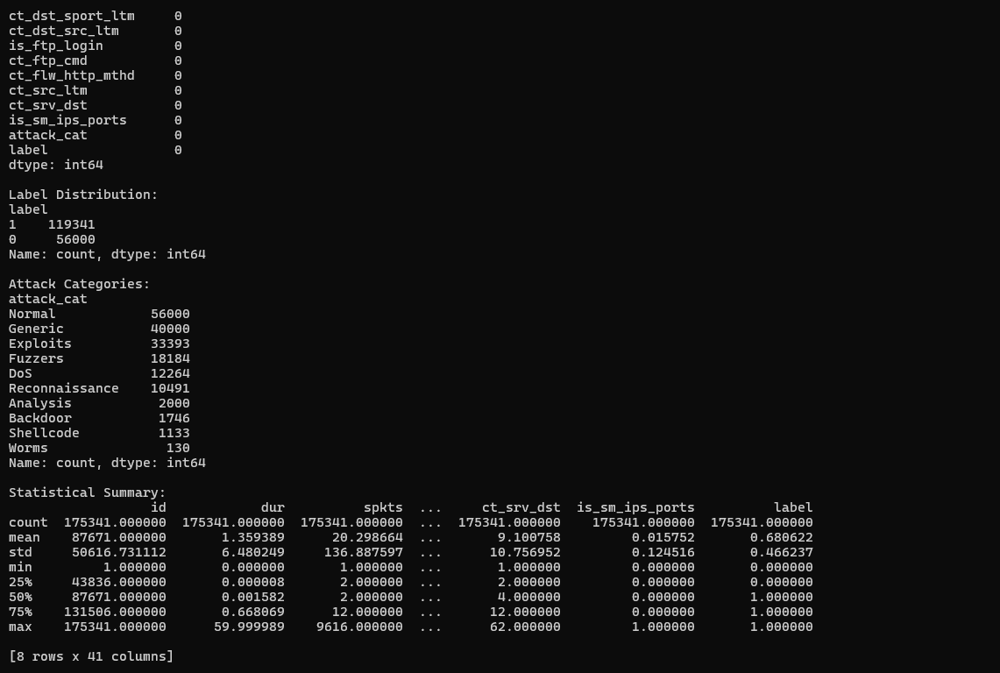 ct_dst_sport_ltm     0
ct_dst_src_ltm       0
is_ftp_login         0
ct_ftp_cmd           0
ct_flw_http_mthd     0
ct_src_ltm           0
ct_srv_dst           0
is_sm_ips_ports      0
attack_cat           0
label                0
dtype: int64

Label Distribution:
label
1    119341
0     56000
Name: count, dtype: int64

Attack Categories:
attack_cat
Normal            56000
Generic           40000
Exploits          33393
Fuzzers           18184
DoS               12264
Reconnaissance    10491
Analysis           2000
Backdoor           1746
Shellcode          1133
Worms               130
Name: count, dtype: int64

Statistical Summary:
                  id            dur          spkts  ...     ct_srv_dst  is_sm_ips_ports          label
count  175341.000000  175341.000000  175341.000000  ...  175341.000000    175341.000000  175341.000000
mean    87671.000000       1.359389      20.298664  ...       9.100758         0.015752       0.680622
std     50616.731112       6.480249     136.887597  ...      10.756952         0.124516       0.466237
min         1.000000       0.000000       1.000000  ...       1.000000         0.000000       0.000000
25%     43836.000000       0.000008       2.000000  ...       2.000000         0.000000       0.000000
50%     87671.000000       0.001582       2.000000  ...       4.000000         0.000000       1.000000
75%    131506.000000       0.668069      12.000000  ...      12.000000         0.000000       1.000000
max    175341.000000      59.999989    9616.000000  ...      62.000000         1.000000       1.000000

[8 rows x 41 columns]